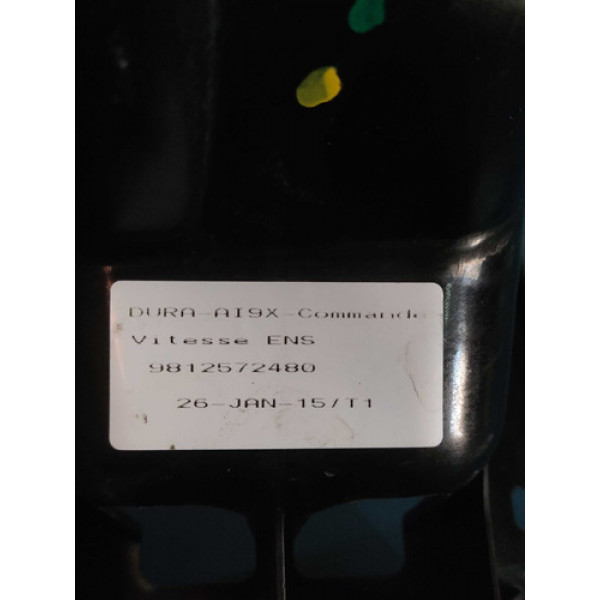 DURA-AI9X-Commande
Vitesse ENS
9812572480
26-JAN-15/T1